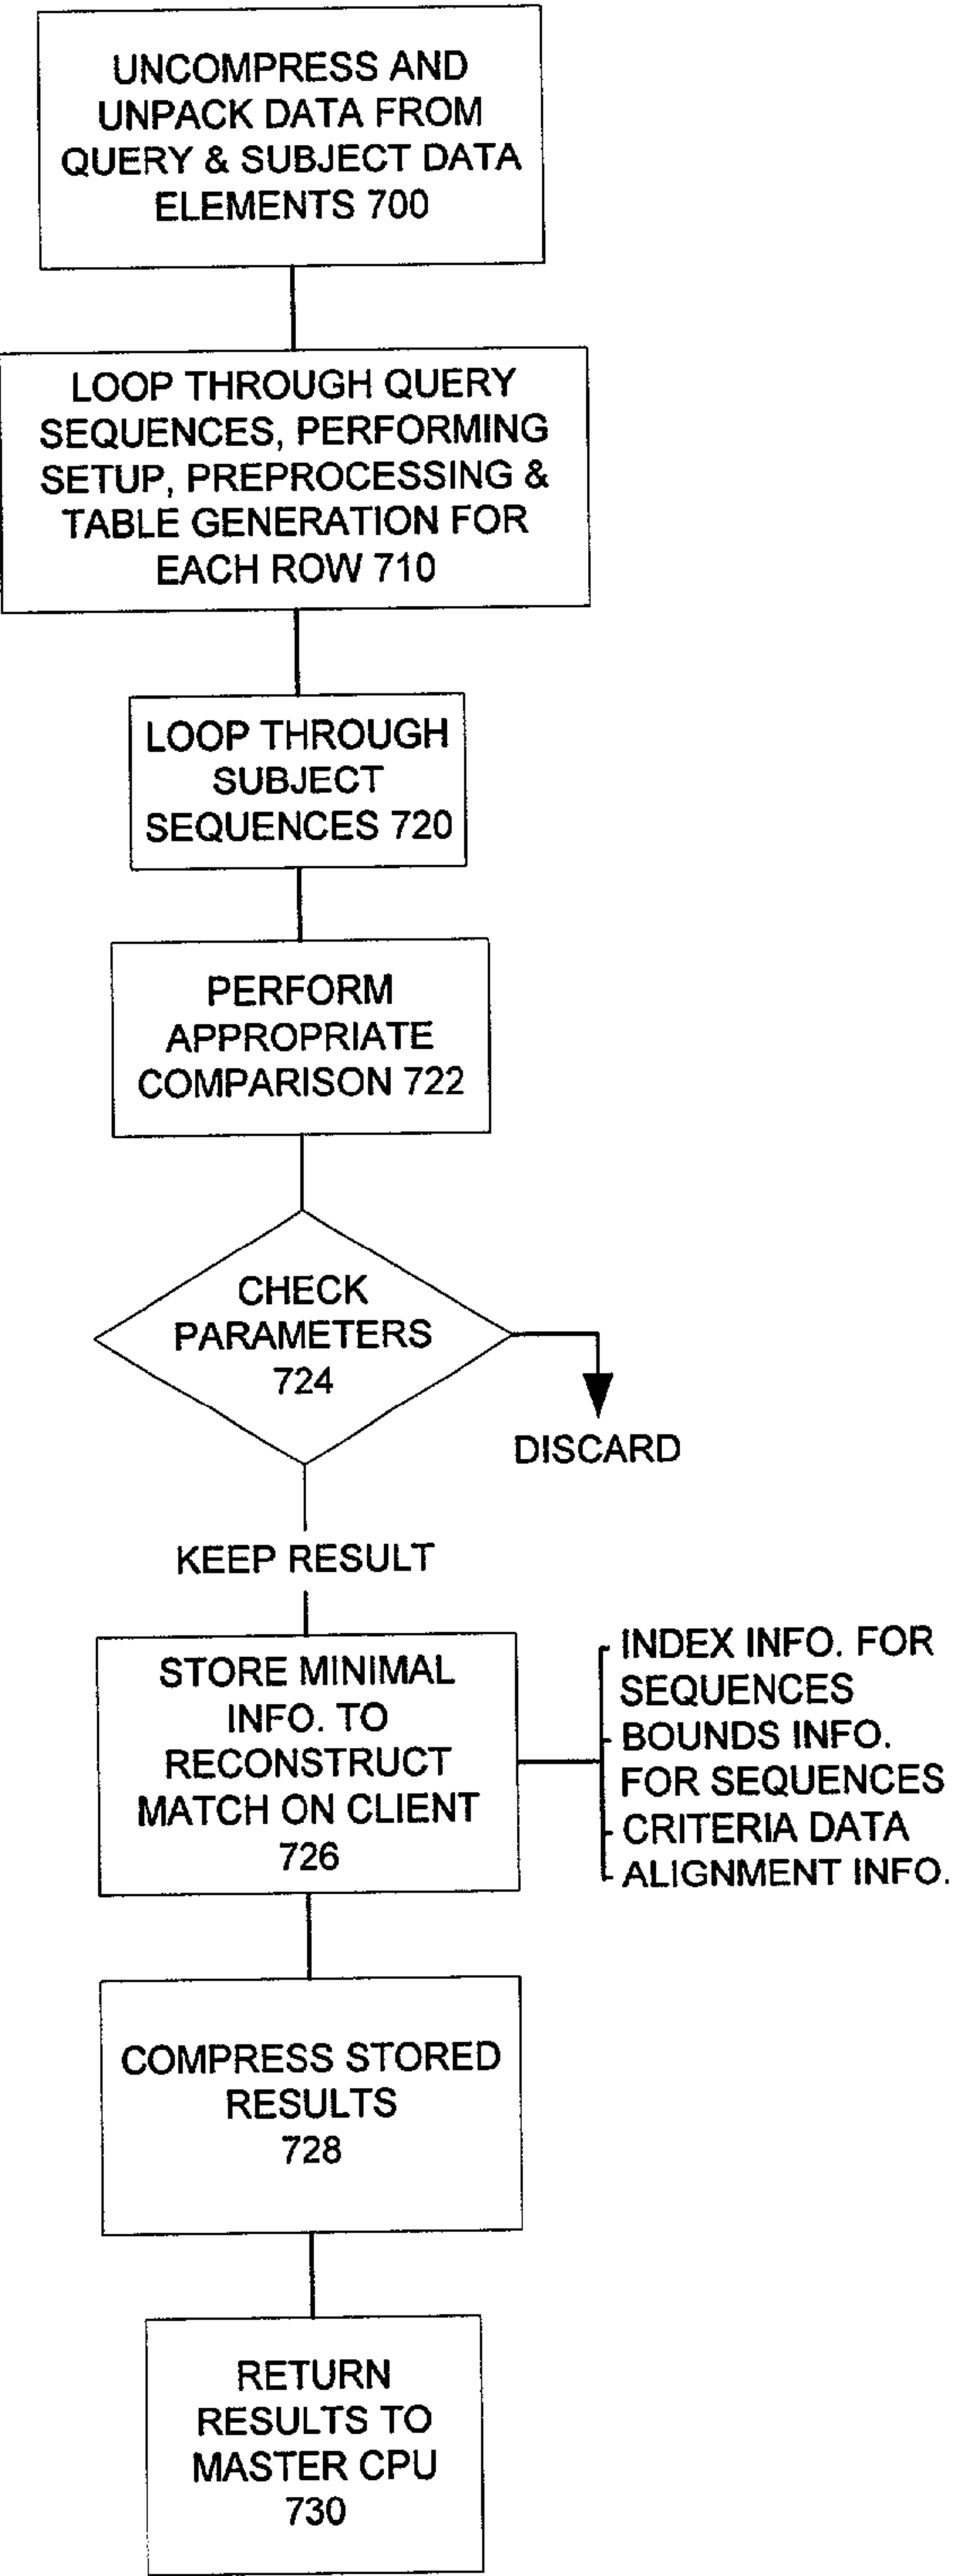 UNCOMPRESS AND
UNPACK DATA FROM
QUERY & SUBJECT DATA
ELEMENTS 700
LOOP THROUGH QUERY
SEQUENCES, PERFORMING
SETUP, PREPROCESSING &
TABLE GENERATION FOR
EACH ROW 710
LOOP THROUGH
SUBJECT
SEQUENCES 720
PERFORM
APPROPRIATE
COMPARISON 722
CHECK
PARAMETERS
724
DISCARD
KEEP RESULT
STORE MINIMAL
INFO. TO
RECONSTRUCT
MATCH ON CLIENT
726
INDEX INFO. FOR
SEQUENCES
BOUNDS INFO.
FOR SEQUENCES
CRITERIA DATA
ALIGNMENT INFO.
COMPRESS STORED
RESULTS
728
RETURN
RESULTS TO
MASTER CPU
730